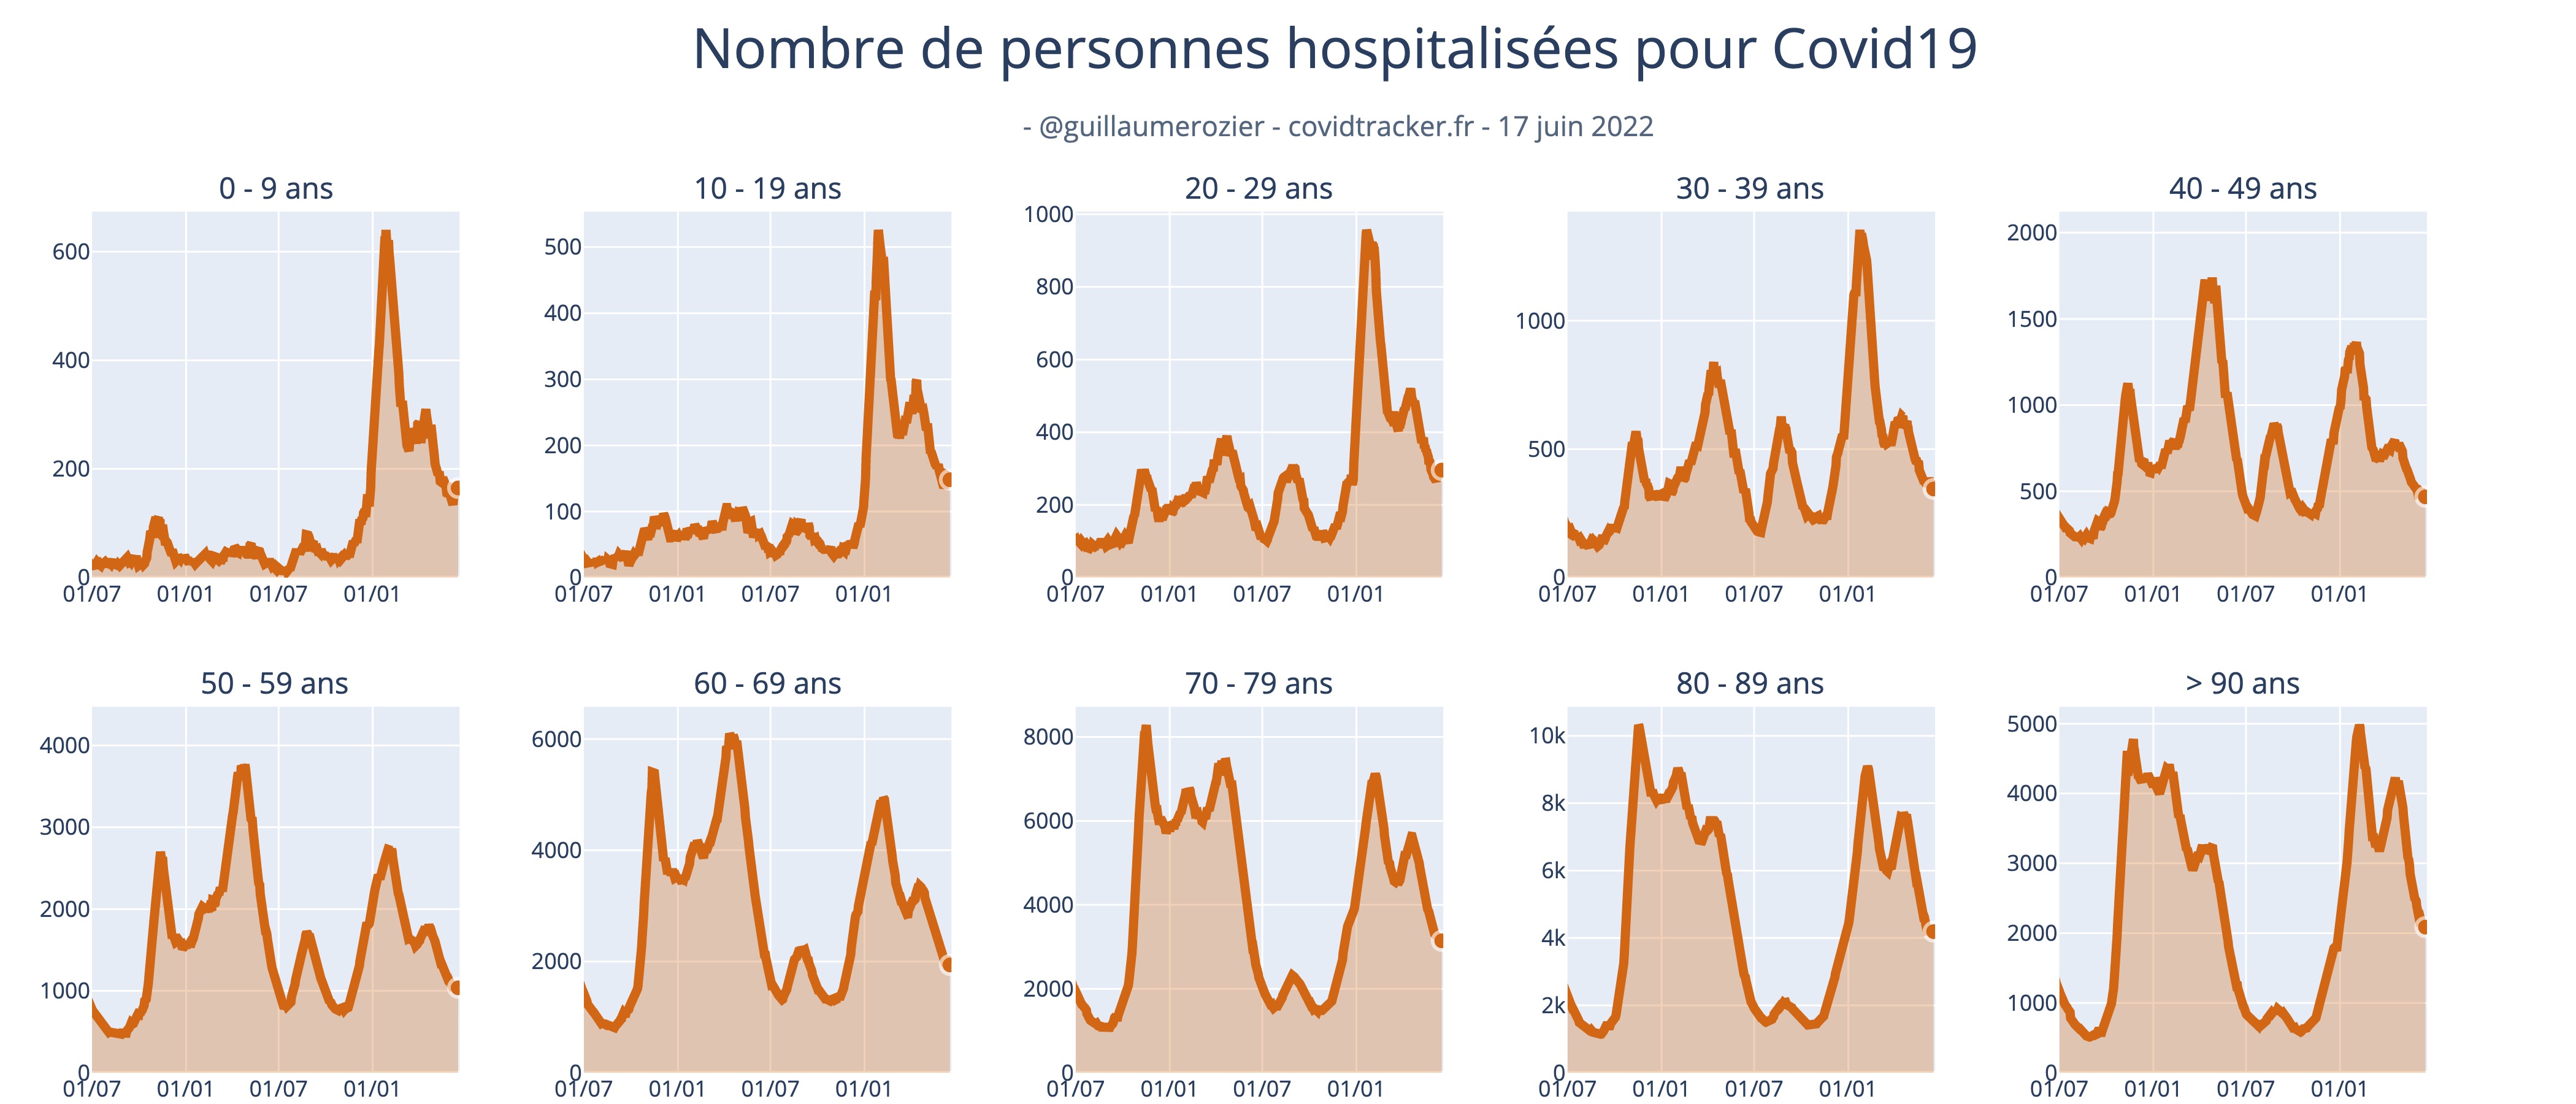 Nombre de personnes hospitalisées pour Covid19
- @guillaumerozier - covidtracker.fr - 17 juin 2022
0 - 9 ans
600
400
200
0
01/07 01/01 01/07 01/01
10 - 19 ans
500
400
300
200
100
0
01/07 01/01 01/07 01/01
20 - 29 ans
1000
800
600
400
200
0
01/07 01/01 01/07 01/01
30 - 39 ans
1000
500
0
01/07 01/01 01/07 01/01
40 - 49 ans
2000
1500
1000
500
0
01/07 01/01 01/07 01/01
50 - 59 ans
4000
3000
2000
1000
0
01/07 01/01 01/07 01/01
60 - 69 ans
6000
4000
2000
0
01/07 01/01 01/07 01/01
70 - 79 ans
8000
6000
4000
2000
0
01/07 01/01 01/07 01/01
80 - 89 ans
10k
8k
6k
4k
2k
0
01/07 01/01 01/07 01/01
> 90 ans
5000
4000
3000
2000
1000
0
01/07 01/01 01/07 01/01